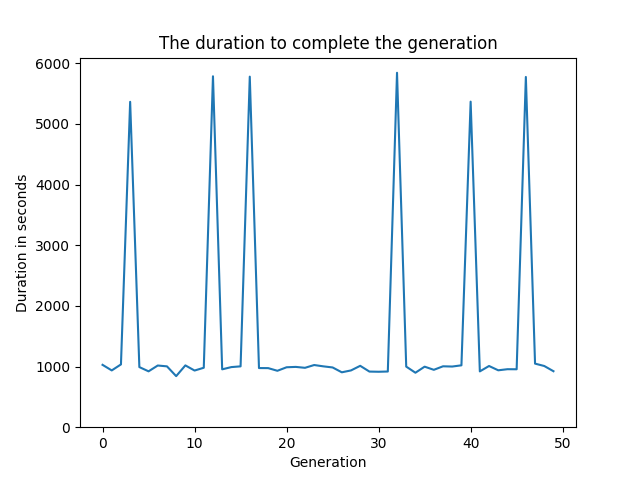 The duration to complete the generation
6000
5000
4000
3000
2000
1000
0
Duration in seconds
0 10 20 30 40 50
Generation